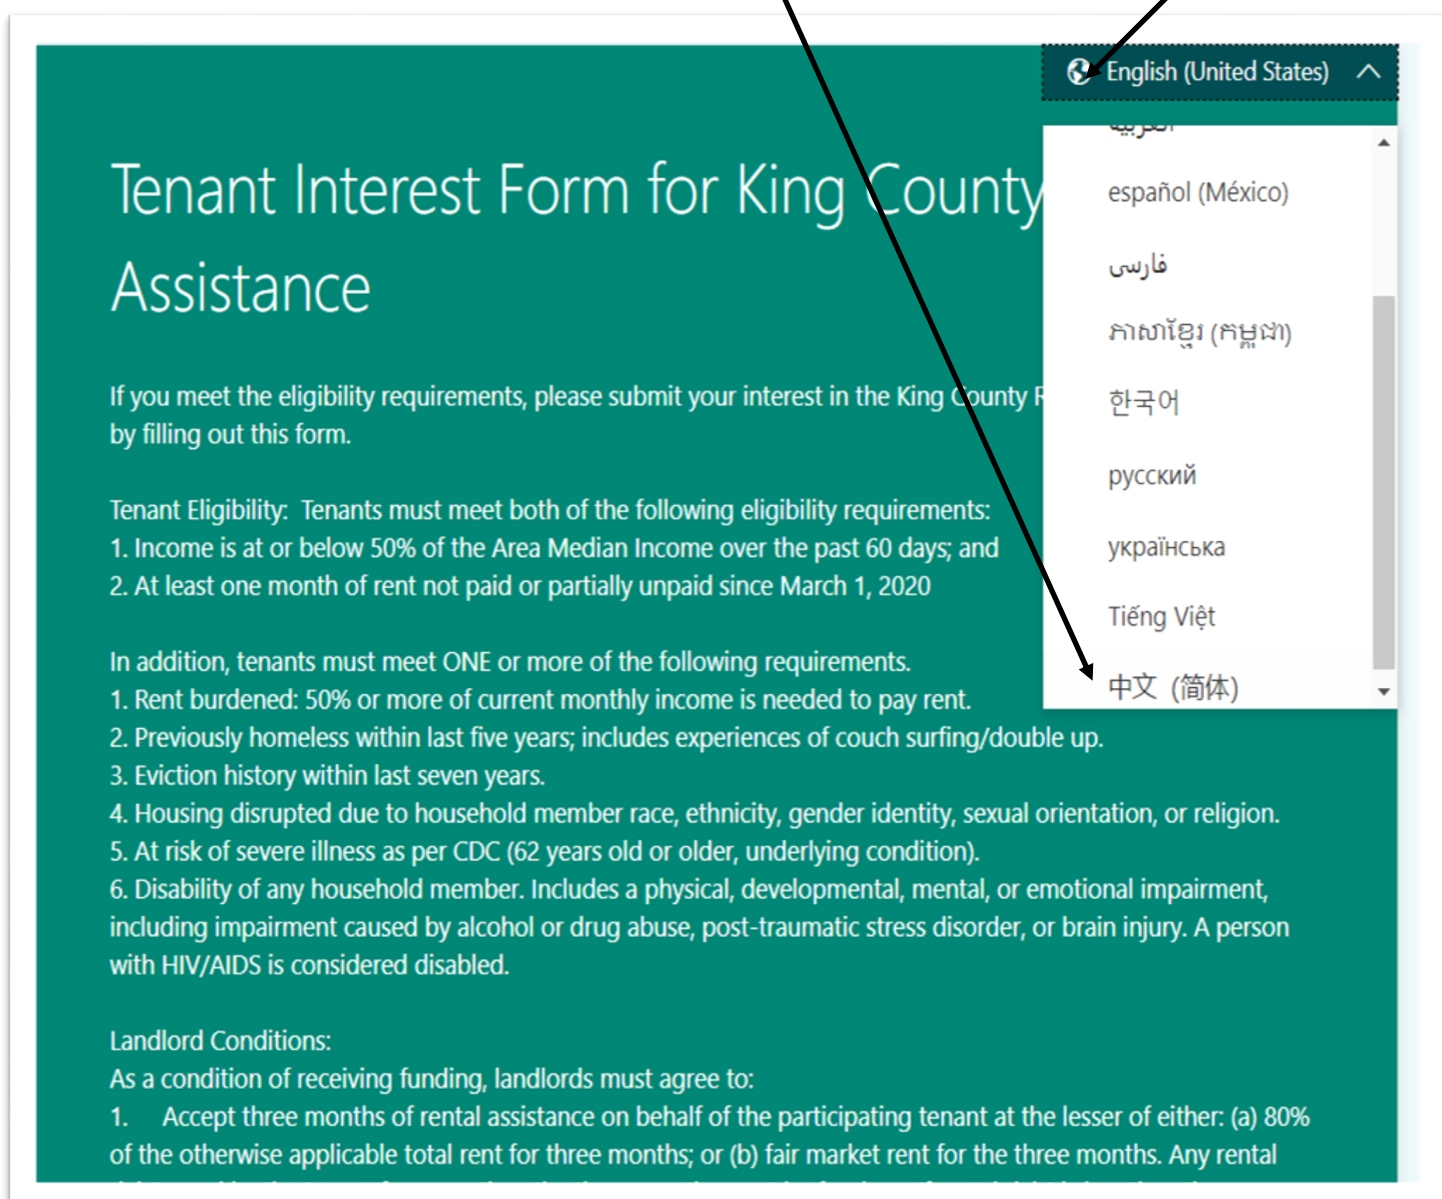 English (United States)
العربية
Tenant Interest Form for King County
español (México)
Assistance
فارسی
ភាសាខ្មែរ (កម្ពុជា)
If you meet the eligibility requirements, please submit your interest in the King County
한국어
by filling out this form.
русский
Tenant Eligibility:  Tenants must meet both of the following eligibility requirements:
1. Income is at or below 50% of the Area Median Income over the past 60 days; and
українська
2. At least one month of rent not paid or partially unpaid since March 1, 2020
Tiếng Việt
In addition, tenants must meet ONE or more of the following requirements.
中文 (简体)
1. Rent burdened: 50% or more of current monthly income is needed to pay rent.
2. Previously homeless within last five years; includes experiences of couch surfing/double up.
3. Eviction history within last seven years.
4. Housing disrupted due to household member race, ethnicity, gender identity, sexual orientation, or religion.
5. At risk of severe illness as per CDC (62 years old or older, underlying condition).
6. Disability of any household member. Includes a physical, developmental, mental, or emotional impairment,
including impairment caused by alcohol or drug abuse, post-traumatic stress disorder, or brain injury. A person
with HIV/AIDS is considered disabled.
Landlord Conditions:
As a condition of receiving funding, landlords must agree to:
1.    Accept three months of rental assistance on behalf of the participating tenant at the lesser of either: (a) 80%
of the otherwise applicable total rent for three months; or (b) fair market rent for the three months. Any rental